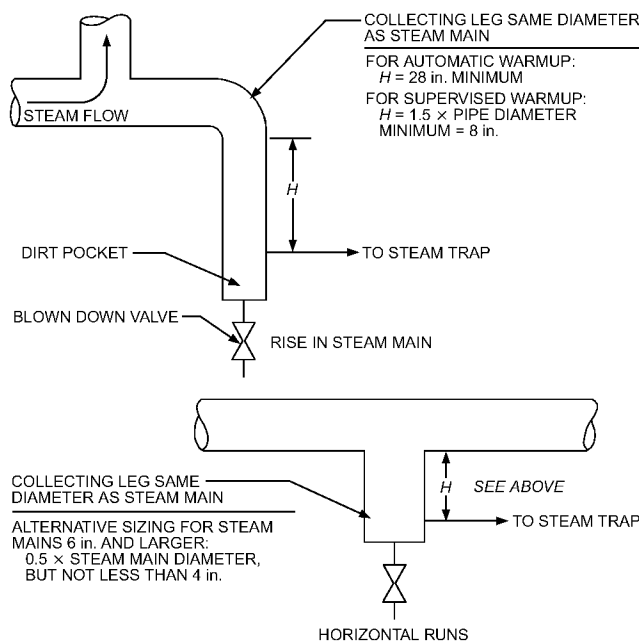 COLLECTING LEG SAME DIAMETER
AS STEAM MAIN
FOR AUTOMATIC WARMUP:
H = 28 in. MINIMUM
FOR SUPERVISED WARMUP:
H = 1.5 × PIPE DIAMETER
MINIMUM = 8 in.
STEAM FLOW
H
DIRT POCKET
TO STEAM TRAP
BLOWN DOWN VALVE
RISE IN STEAM MAIN
COLLECTING LEG SAME
DIAMETER AS STEAM MAIN
ALTERNATIVE SIZING FOR STEAM
MAINS 6 in. AND LARGER:
0.5 × STEAM MAIN DIAMETER,
BUT NOT LESS THAN 4 in.
H SEE ABOVE
TO STEAM TRAP
HORIZONTAL RUNS